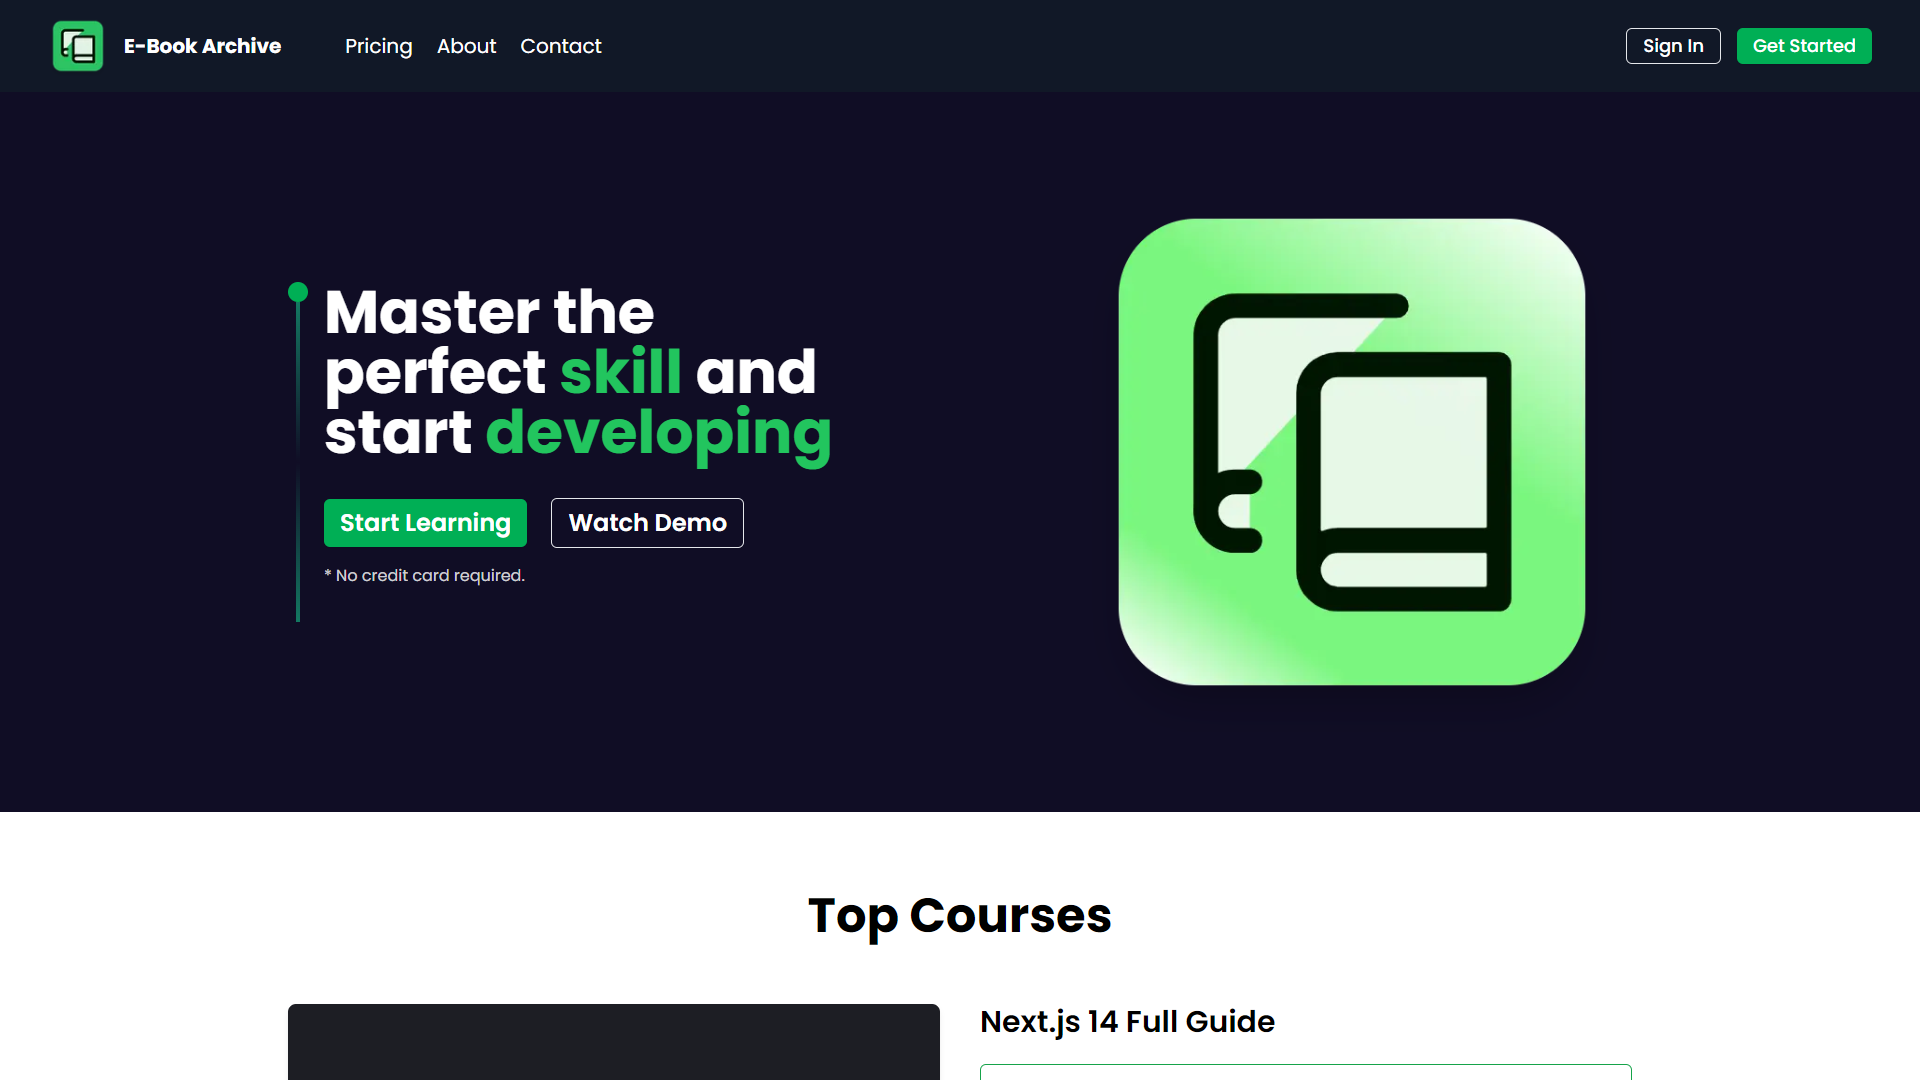 E-Book Archive
Pricing
About
Contact
Sign In
Get Started
Master the
perfect skill and
start developing
Start Learning
Watch Demo
* No credit card required.
Top Courses
Next.js 14 Full Guide